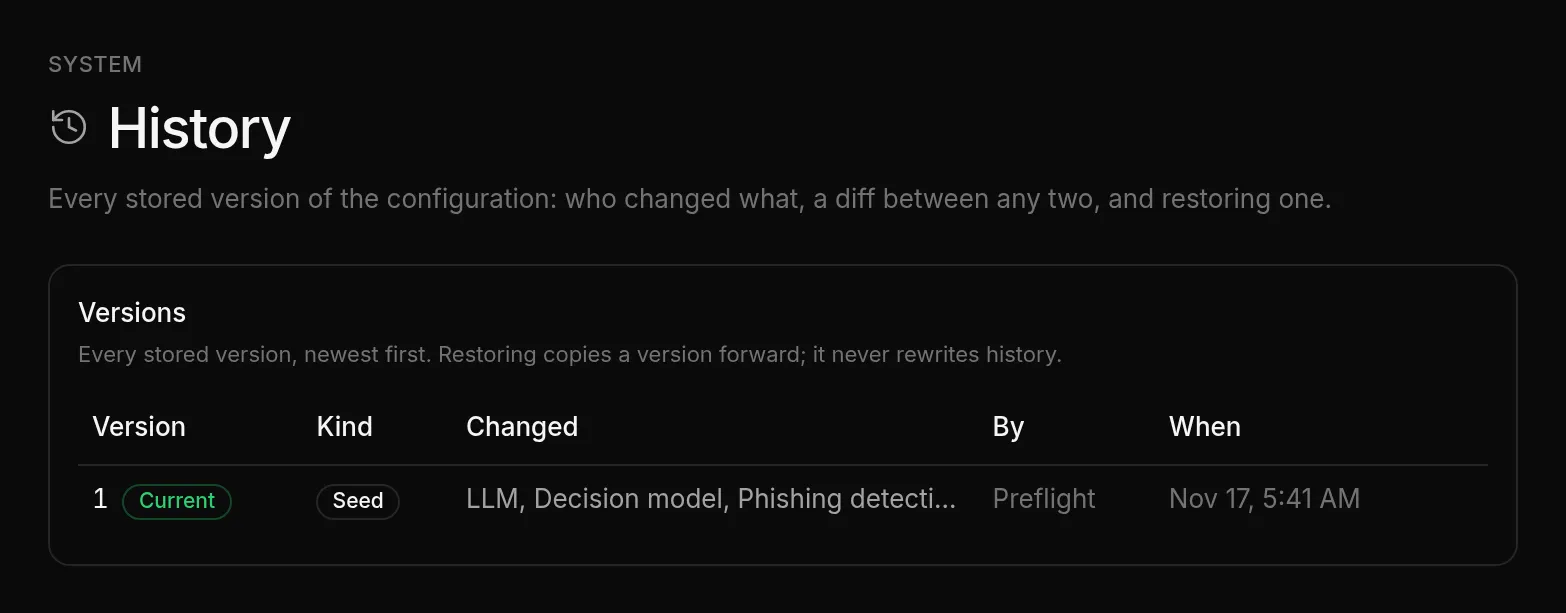 SYSTEM
History
Every stored version of the configuration: who changed what, a diff between any two, and restoring one.
Versions
Every stored version, newest first. Restoring copies a version forward; it never rewrites history.
Version Kind Changed By When
1 Current Seed LLM, Decision model, Phishing detecti... Preflight Nov 17, 5:41 AM